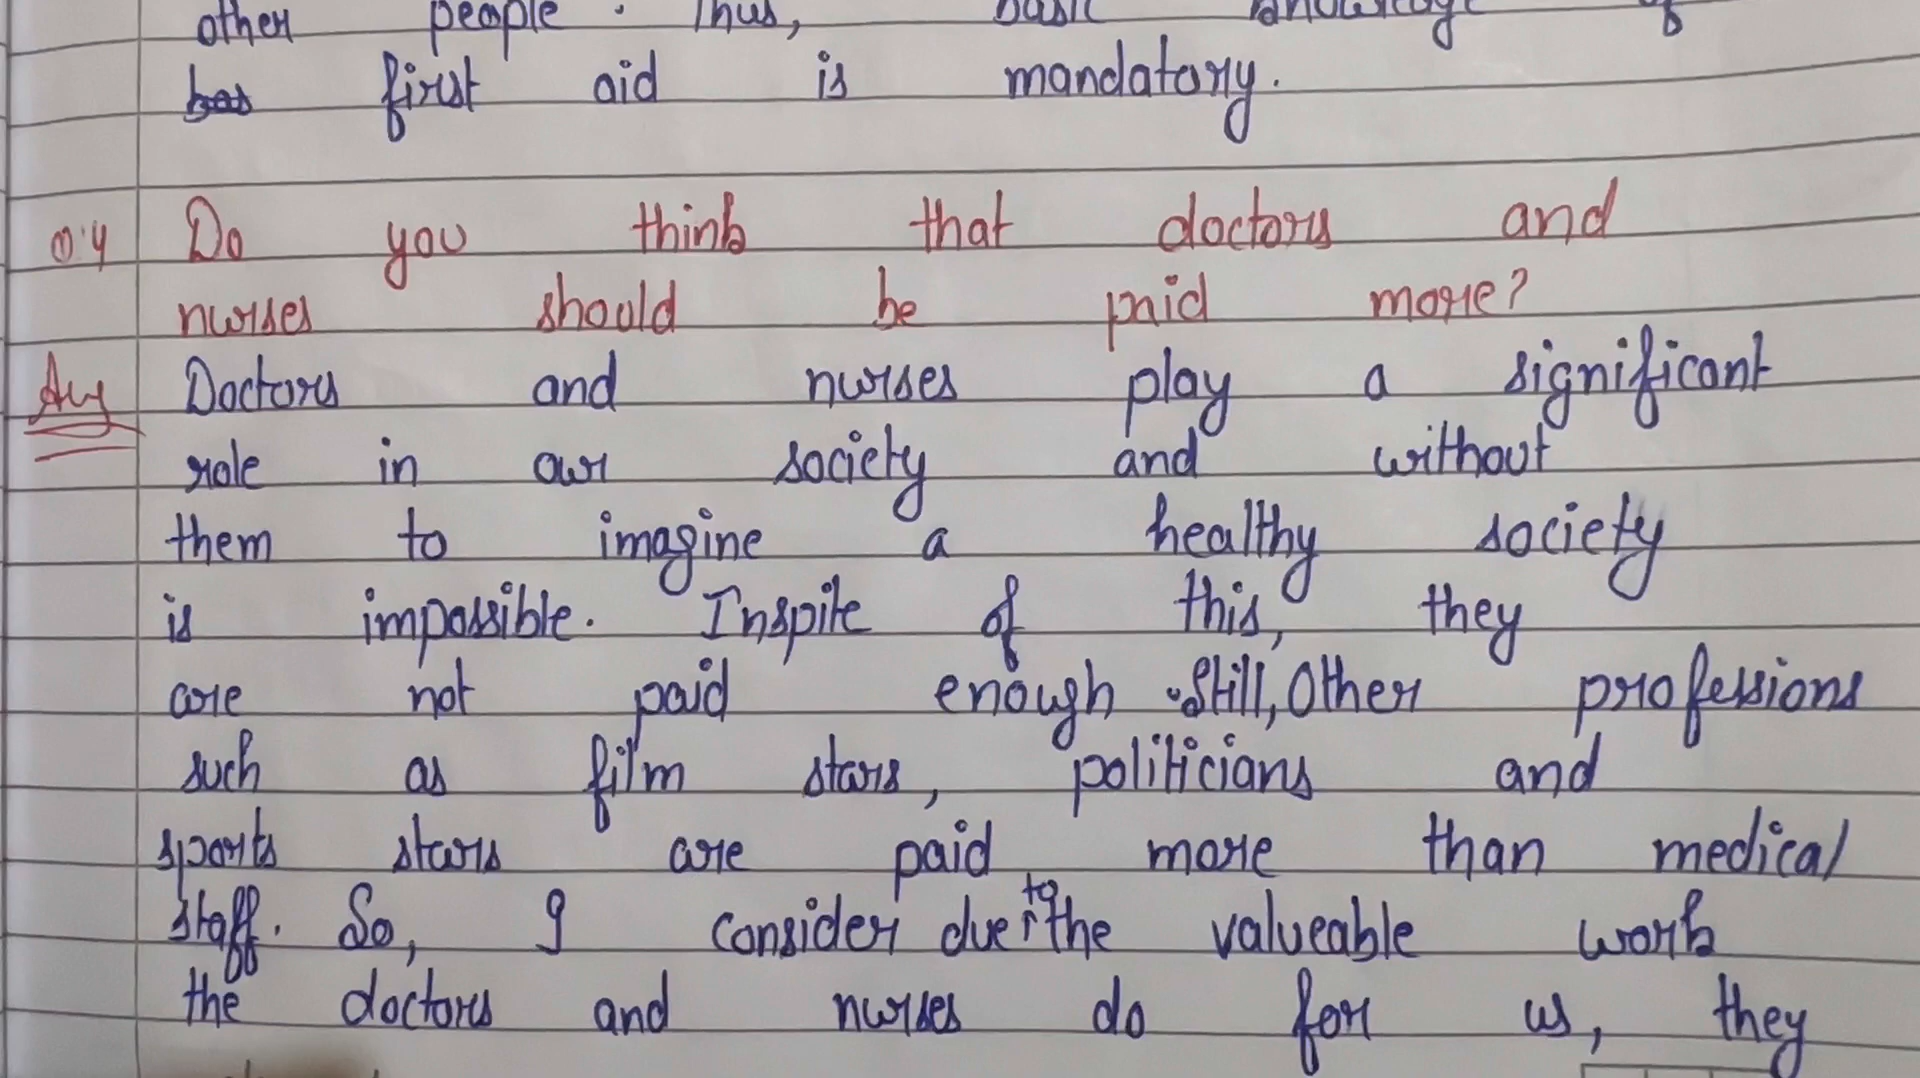 other people. Thus, basic knowledge of
bas first aid is mandatory.
Q.4 Do you think that doctors and
nurses should be paid more?
Ans Doctors and nurses play a significant
role in our society and without
them to imagine a healthy society
is impossible. Inspite of this, they
are not paid enough. Still, Other professions
such as film stars, politicians and
sports stars are paid more than medical
staff. So, I consider due to the valueable work
the doctors and nurses do for us, they